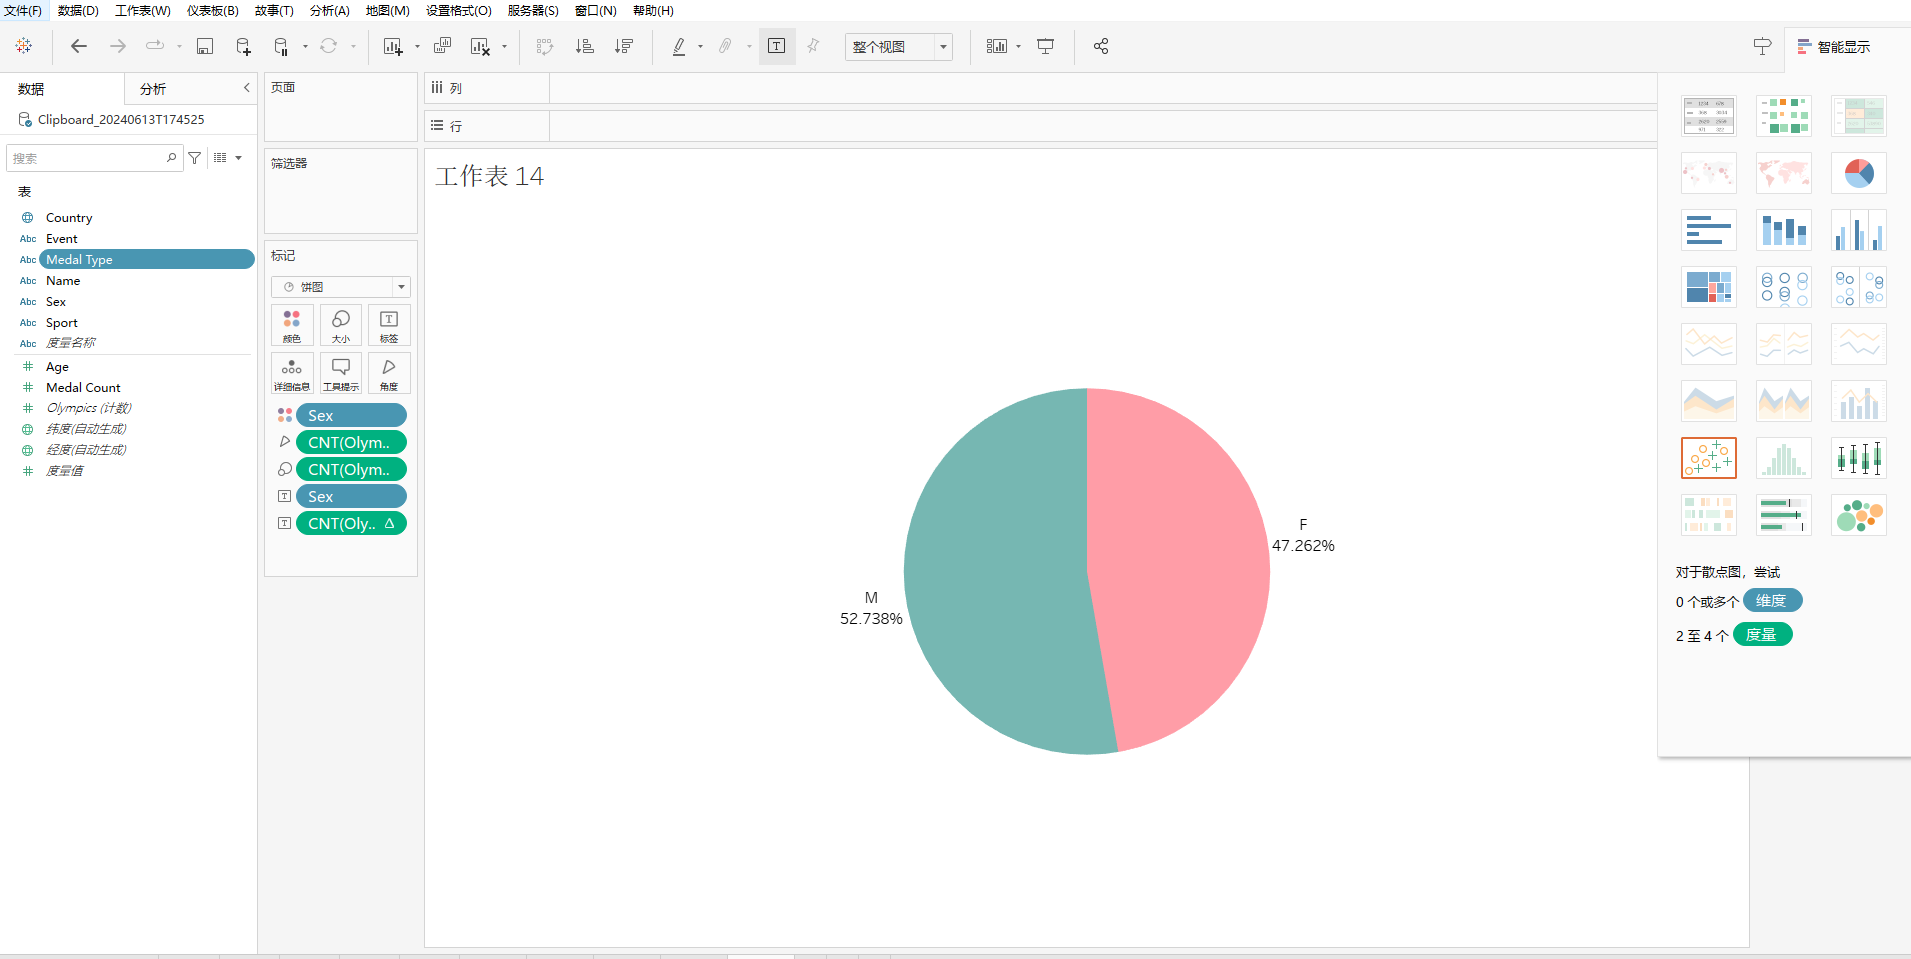 文件(F) 数据(D) 工作表(W) 仪表板(B) 故事(T) 分析(A) 地图(M) 设置格式(O) 服务器(S) 窗口(N) 帮助(H)
整个视图
智能显示
数据 分析
Clipboard_20240613T174525
搜索
表
Country
Abc Event
Abc Medal Type
Abc Name
Abc Sex
Abc Sport
Abc 度量名称
Age
Medal Count
Olympics (计数)
纬度(自动生成)
经度(自动生成)
度量值
页面
筛选器
标记
饼图
颜色 大小 标签
详细信息 工具提示 角度
Sex
CNT(Olym..
CNT(Olym..
Sex
CNT(Oly.. Δ
列
行
工作表 14
F
47.262%
M
52.738%
对于散点图，尝试
0 个或多个 维度
2 至 4 个 度量